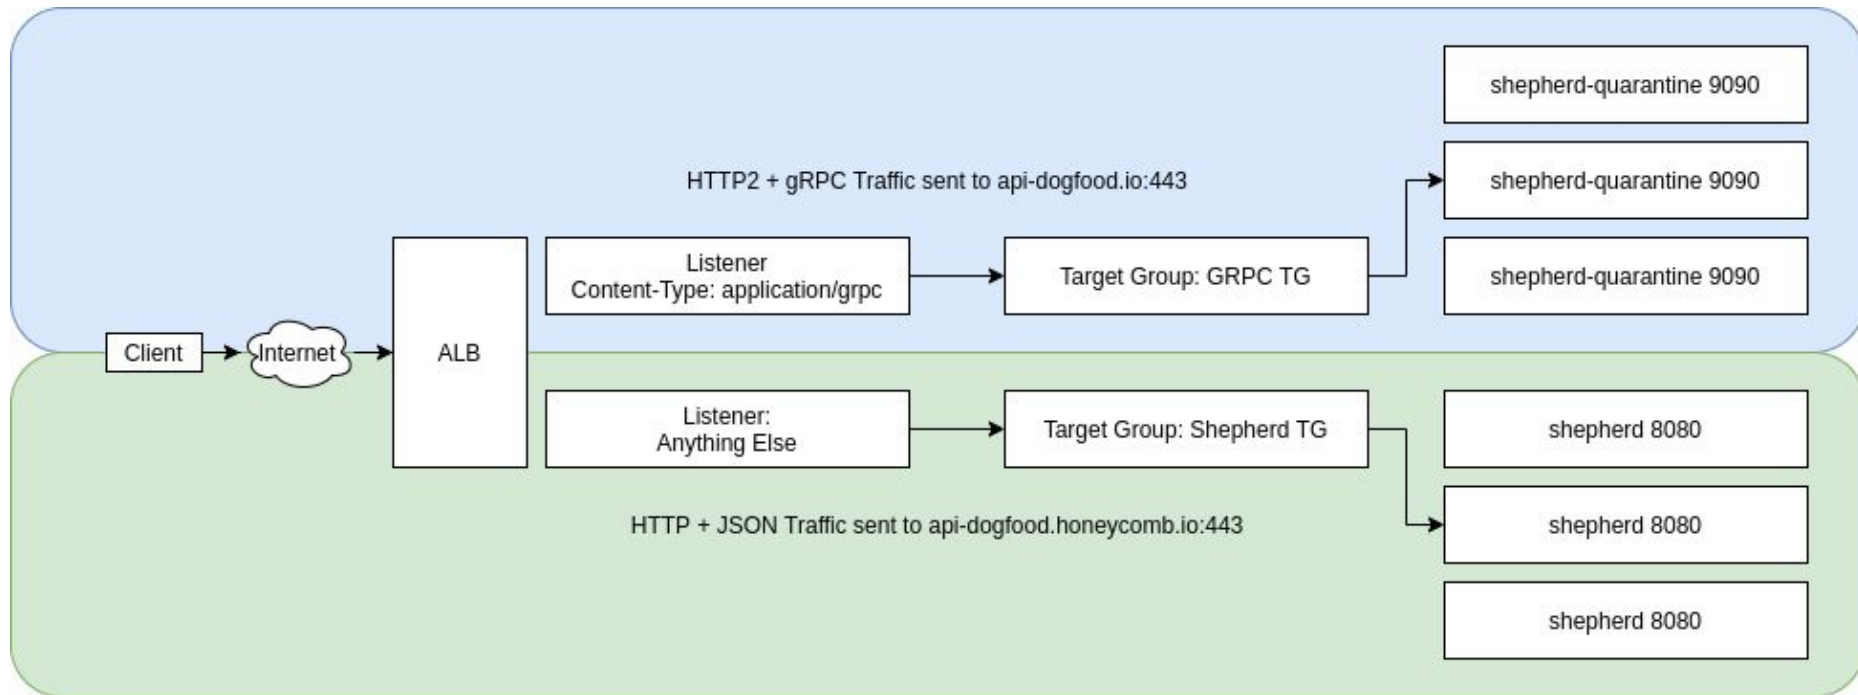 shepherd-quarantine 9090
HTTP2 + gRPC Traffic sent to api-dogfood.io:443
shepherd-quarantine 9090
Listener
Content-Type: application/grpc
Target Group: GRPC TG
shepherd-quarantine 9090
Client
Internet
ALB
Listener:
Anything Else
Target Group: Shepherd TG
shepherd 8080
HTTP + JSON Traffic sent to api-dogfood.honeycomb.io:443
shepherd 8080
shepherd 8080